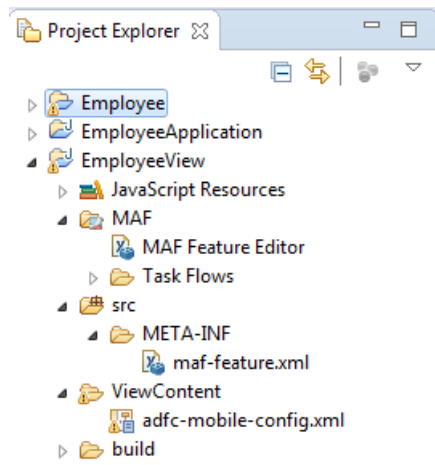 Project Explorer
Employee
EmployeeApplication
EmployeeView
JavaScript Resources
MAF
MAF Feature Editor
Task Flows
src
META-INF
maf-feature.xml
ViewContent
adfc-mobile-config.xml
build